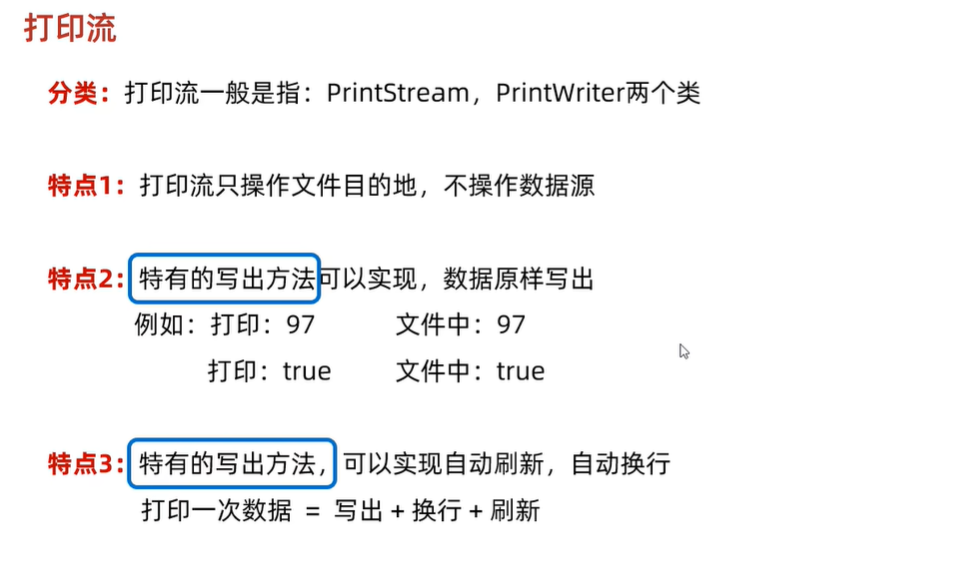 打印流
分类：打印流一般是指：PrintStream，PrintWriter两个类
特点1：打印流只操作文件目的地，不操作数据源
特点2：特有的写出方法可以实现，数据原样写出
例如：打印：97 文件中：97
打印：true 文件中：true
特点3：特有的写出方法，可以实现自动刷新，自动换行
打印一次数据 = 写出 + 换行 + 刷新